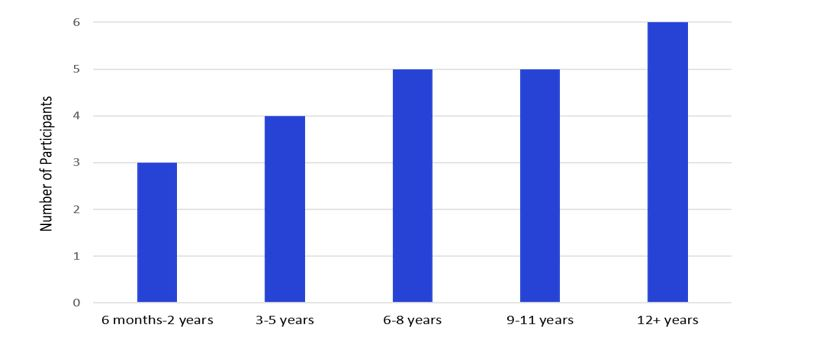 6
5
4
3
2
1
0
Number of Participants
6 months-2 years
3-5 years
6-8 years
9-11 years
12+ years